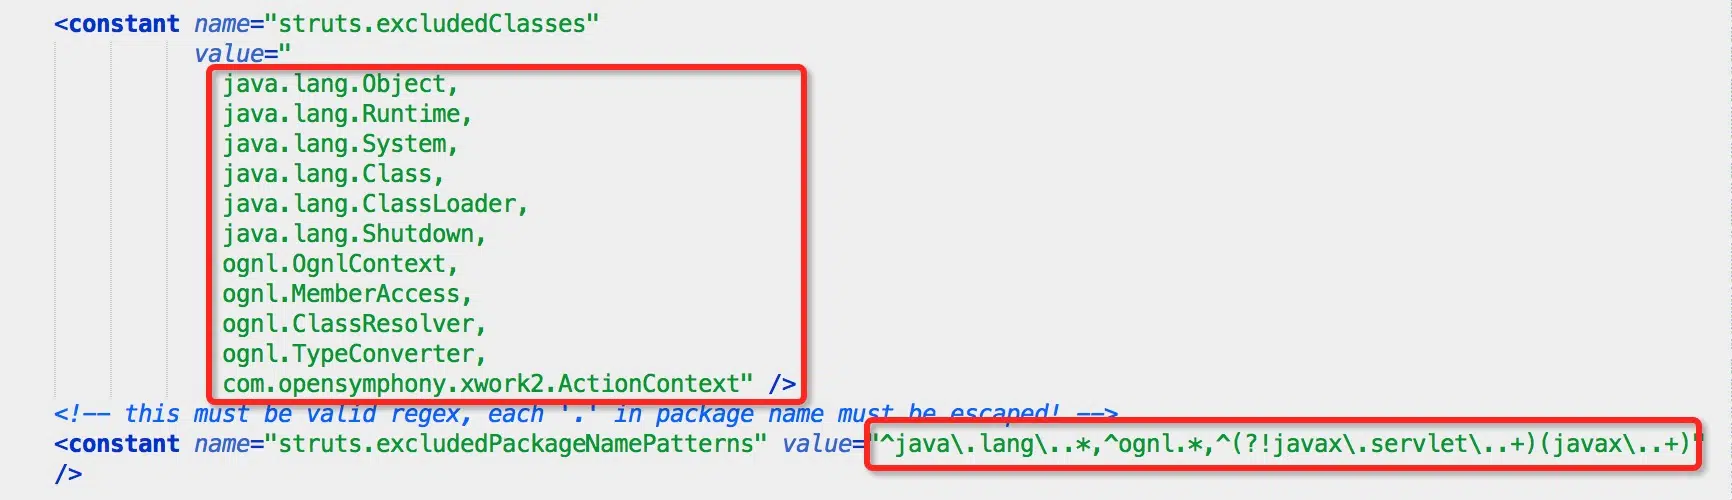 <constant name="struts.excludedClasses"
value="
java.lang.Object,
java.lang.Runtime,
java.lang.System,
java.lang.Class,
java.lang.ClassLoader,
java.lang.Shutdown,
ognl.OgnlContext,
ognl.MemberAccess,
ognl.ClassResolver,
ognl.TypeConverter,
com.opensymphony.xwork2.ActionContext" />
<!-- this must be valid regex, each '.' in package name must be escaped! -->
<constant name="struts.excludedPackageNamePatterns" value="^java\.lang\..*,^ognl.*,^(?!javax\.servlet\..+)(javax\..+)"
/>